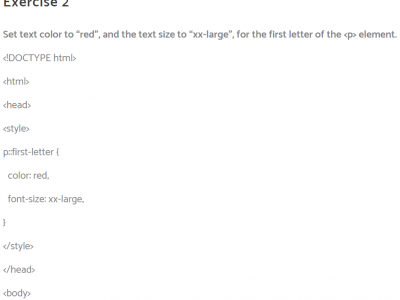 Exercise 2
Set text color to “red”, and the text size to “xx-large”, for the first letter of the <p> element.
<!DOCTYPE html>
<html>
<head>
<style>
p::first-letter {
color: red,
font-size: xx-large,
}
</style>
</head>
<body>